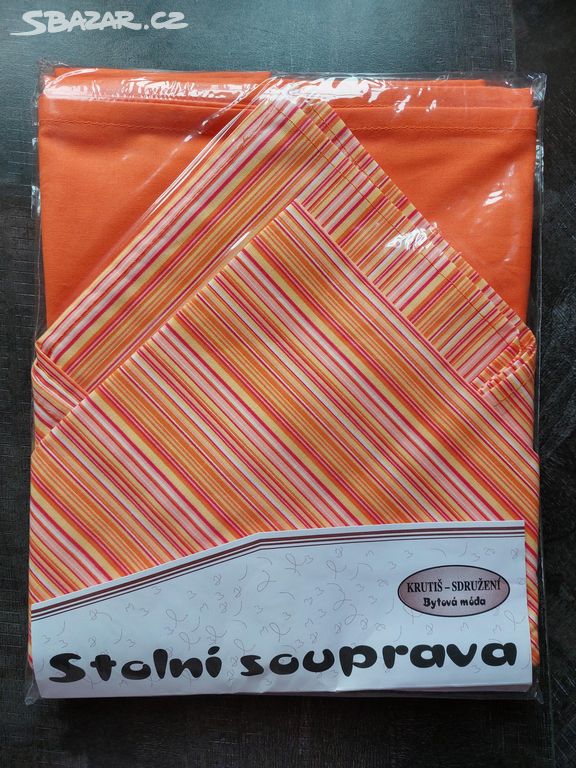 SBAZAR.CZ
KRUTIŠ – SDRUŽENÍ
Bytová móda
Stolní souprava